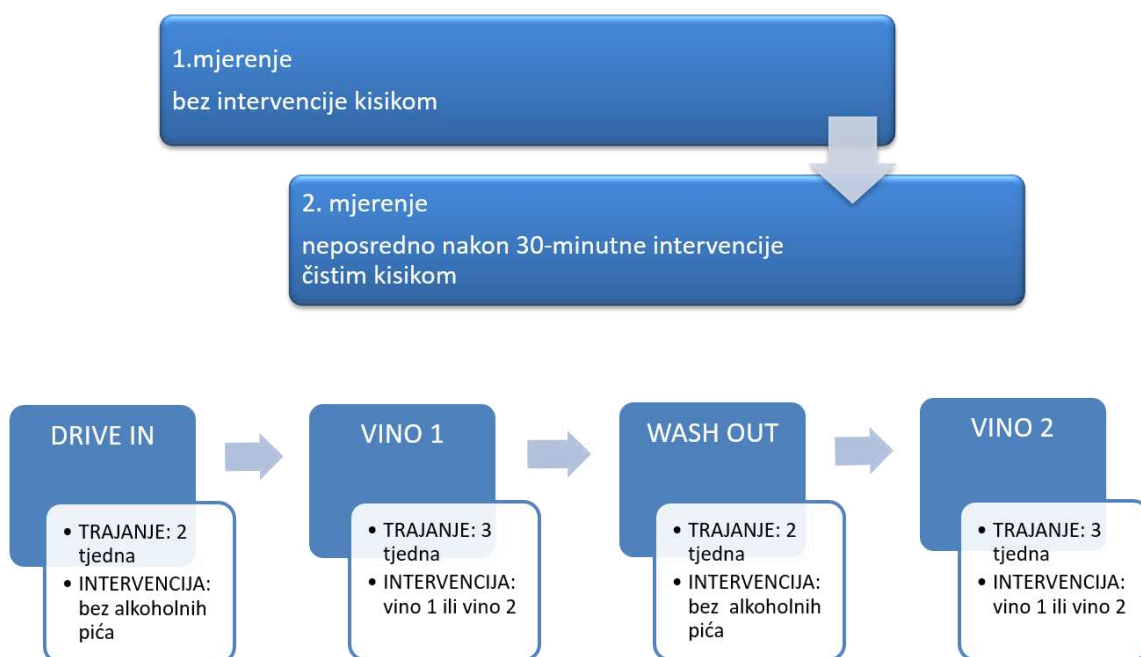 1.mjerenje
bez intervencije kisikom
2. mjerenje
neposredno nakon 30-minutne intervencije
čistim kisikom
DRIVE IN
• TRAJANJE: 2
tjedna
• INTERVENCIJA:
bez alkoholnih
pića
VINO 1
• TRAJANJE: 3
tjedna
• INTERVENCIJA:
vino 1 ili vino 2
WASH OUT
• TRAJANJE: 2
tjedna
• INTERVENCIJA:
bez alkoholnih
pića
VINO 2
• TRAJANJE: 3
tjedna
• INTERVENCIJA:
vino 1 ili vino 2